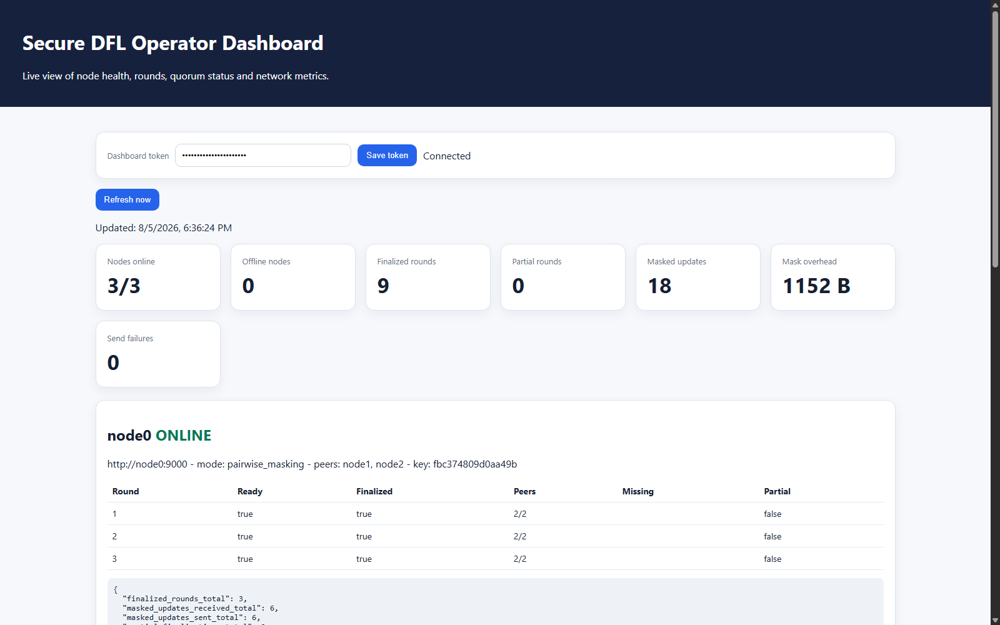 Secure DFL Operator Dashboard
Live view of node health, rounds, quorum status and network metrics.
Dashboard token •••••••••••••••••••••• Save token Connected
Refresh now
Updated: 8/5/2026, 6:36:24 PM
Nodes online Offline nodes Finalized rounds Partial rounds Masked updates Mask overhead
3/3 0 9 0 18 1152 B
Send failures
0
node0 ONLINE
http://node0:9000 - mode: pairwise_masking - peers: node1, node2 - key: fbc374809d0aa49b
Round Ready Finalized Peers Missing Partial
1 true true 2/2 false
2 true true 2/2 false
3 true true 2/2 false
{
"finalized_rounds_total": 3,
"masked_updates_received_total": 6,
"masked_updates_sent_total": 6,